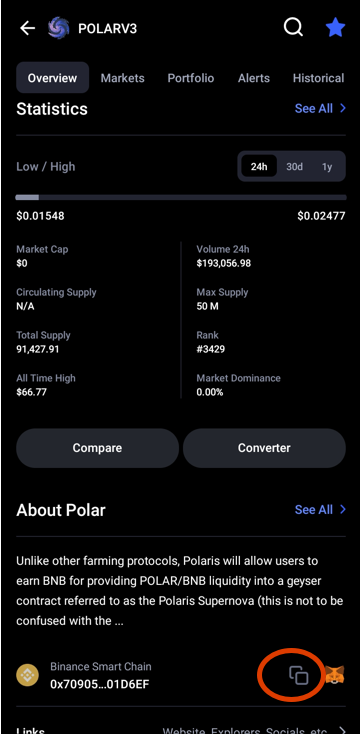 POLARV3
Overview Markets Portfolio Alerts Historical
Statistics See All
Low / High 24h 30d 1y
$0.01548 $0.02477
Market Cap Volume 24h
$0 $193,056.98
Circulating Supply Max Supply
N/A 50 M
Total Supply Rank
91,427.91 #3429
All Time High Market Dominance
$66.77 0.00%
Compare Converter
About Polar See All
Unlike other farming protocols, Polaris will allow users to
earn BNB for providing POLAR/BNB liquidity into a geyser
contract referred to as the Polaris Supernova (this is not to be
confused with the ...
Binance Smart Chain
0x70905...01D6EF
Links Website, Explorers, Socials, etc.